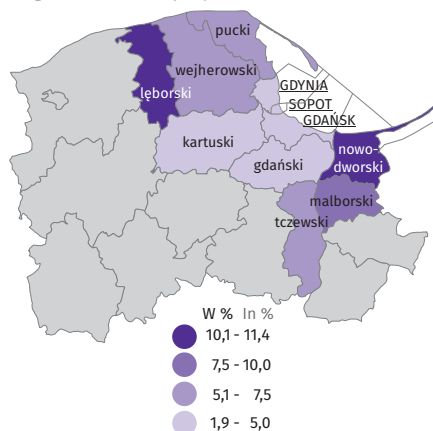 pucki
wejherowski
lęborski
GDYNIA
SOPOT
GDAŃSK
kartuski
gdański
nowo-
dworski
malborski
tczewski
W % In %
10,1 - 11,4
7,5 - 10,0
5,1 - 7,5
1,9 - 5,0